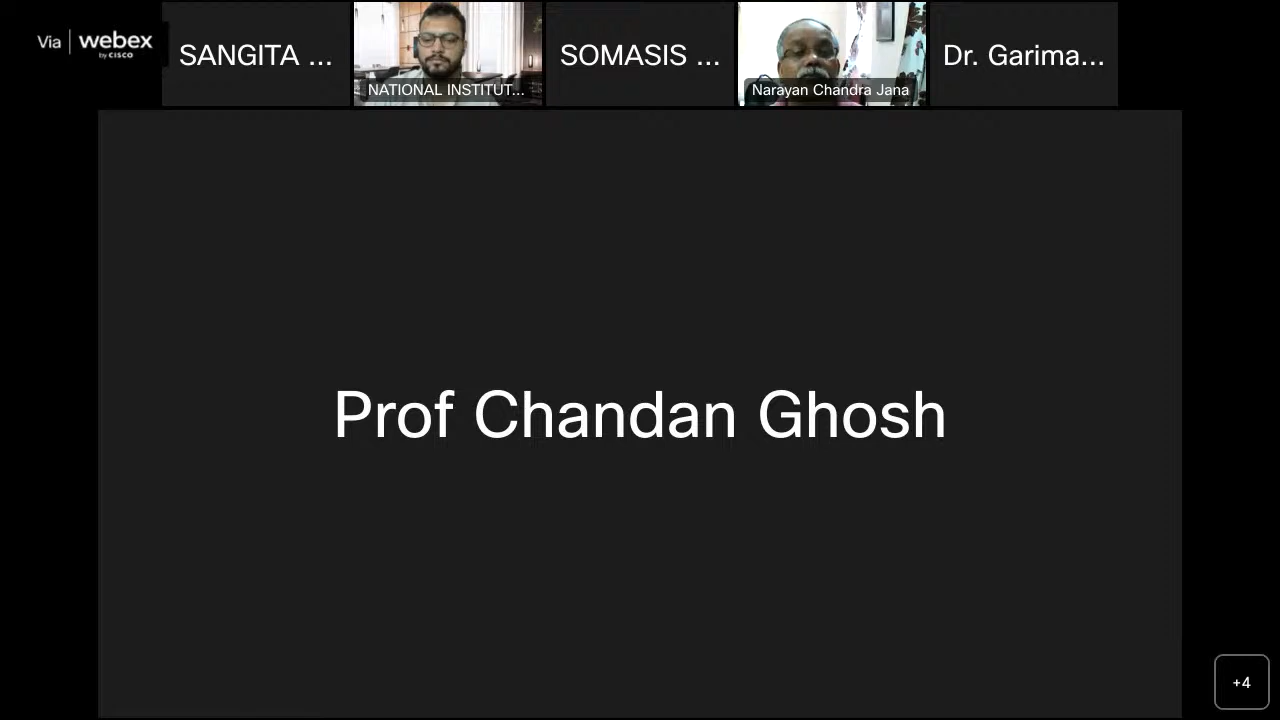 Via webex
by CISCO
SANGITA ...
NATIONAL INSTITUT...
SOMASIS ...
Narayan Chandra Jana
Dr. Garima...
Prof Chandan Ghosh
+4